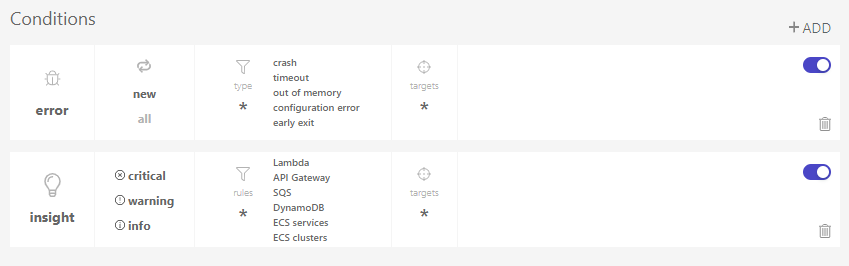 Conditions
+ ADD
error
new
all
type
*
crash
timeout
out of memory
configuration error
early exit
targets
*
insight
critical
warning
info
rules
*
Lambda
API Gateway
SQS
DynamoDB
ECS services
ECS clusters
targets
*